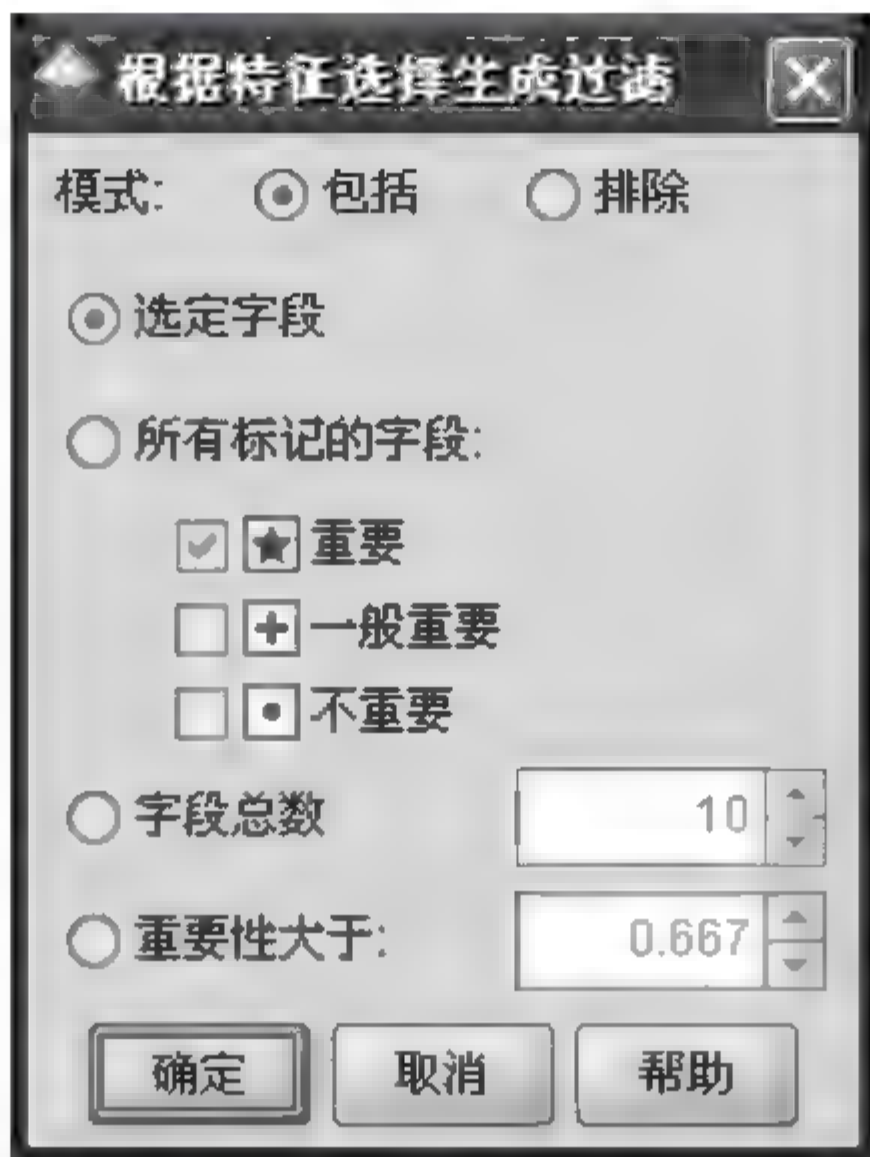 根据特征选择生成过滤
模式: 包括 排除
选定字段
所有标记的字段:
重要
一般重要
不重要
字段总数 10
重要性大于: 0.667
确定 取消 帮助